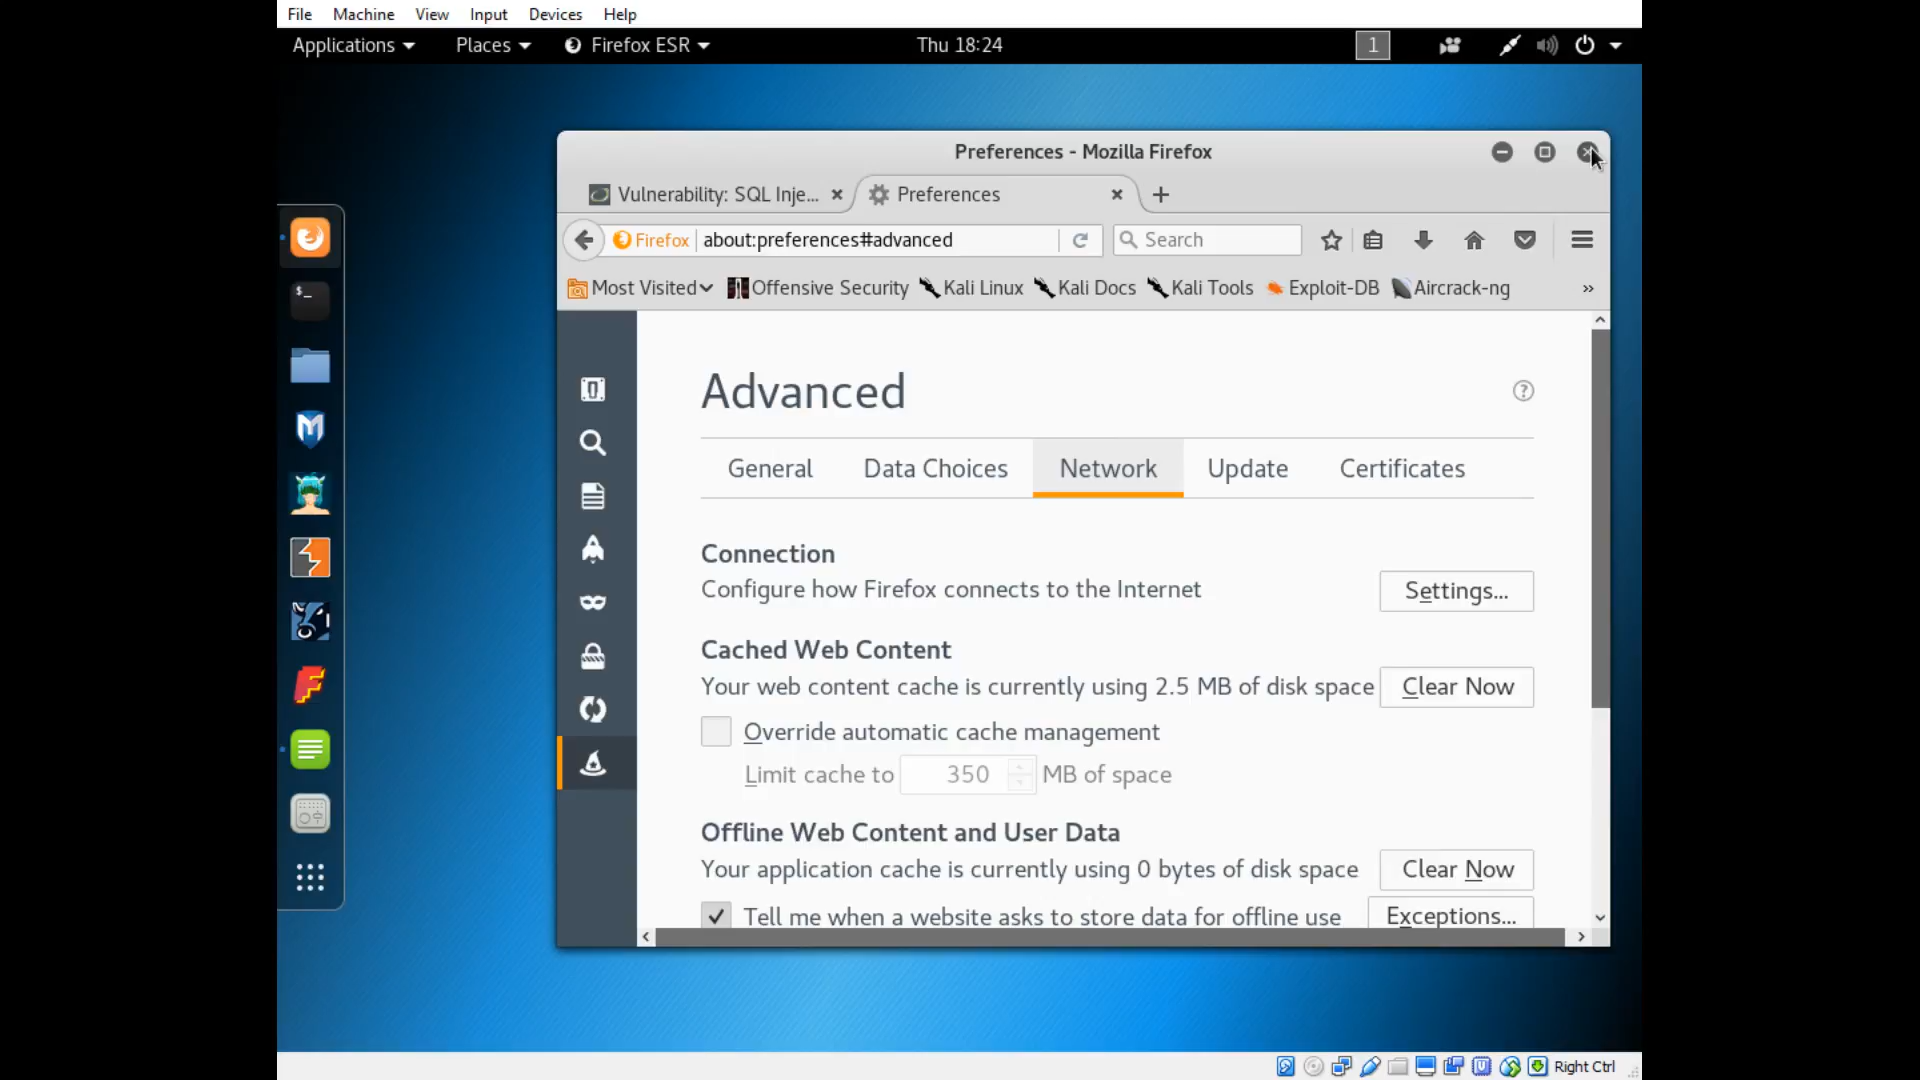 File Machine View Input Devices Help
Applications Places Firefox ESR Thu 18:24 1
Preferences - Mozilla Firefox
Vulnerability: SQL Inje... Preferences
Firefox about:preferences#advanced Search
Most Visited Offensive Security Kali Linux Kali Docs Kali Tools Exploit-DB Aircrack-ng »
Advanced
General Data Choices Network Update Certificates
Connection
Configure how Firefox connects to the Internet Settings...
Cached Web Content
Your web content cache is currently using 2.5 MB of disk space Clear Now
Override automatic cache management
Limit cache to 350 MB of space
Offline Web Content and User Data
Your application cache is currently using 0 bytes of disk space Clear Now
Tell me when a website asks to store data for offline use Exceptions...
Right Ctrl